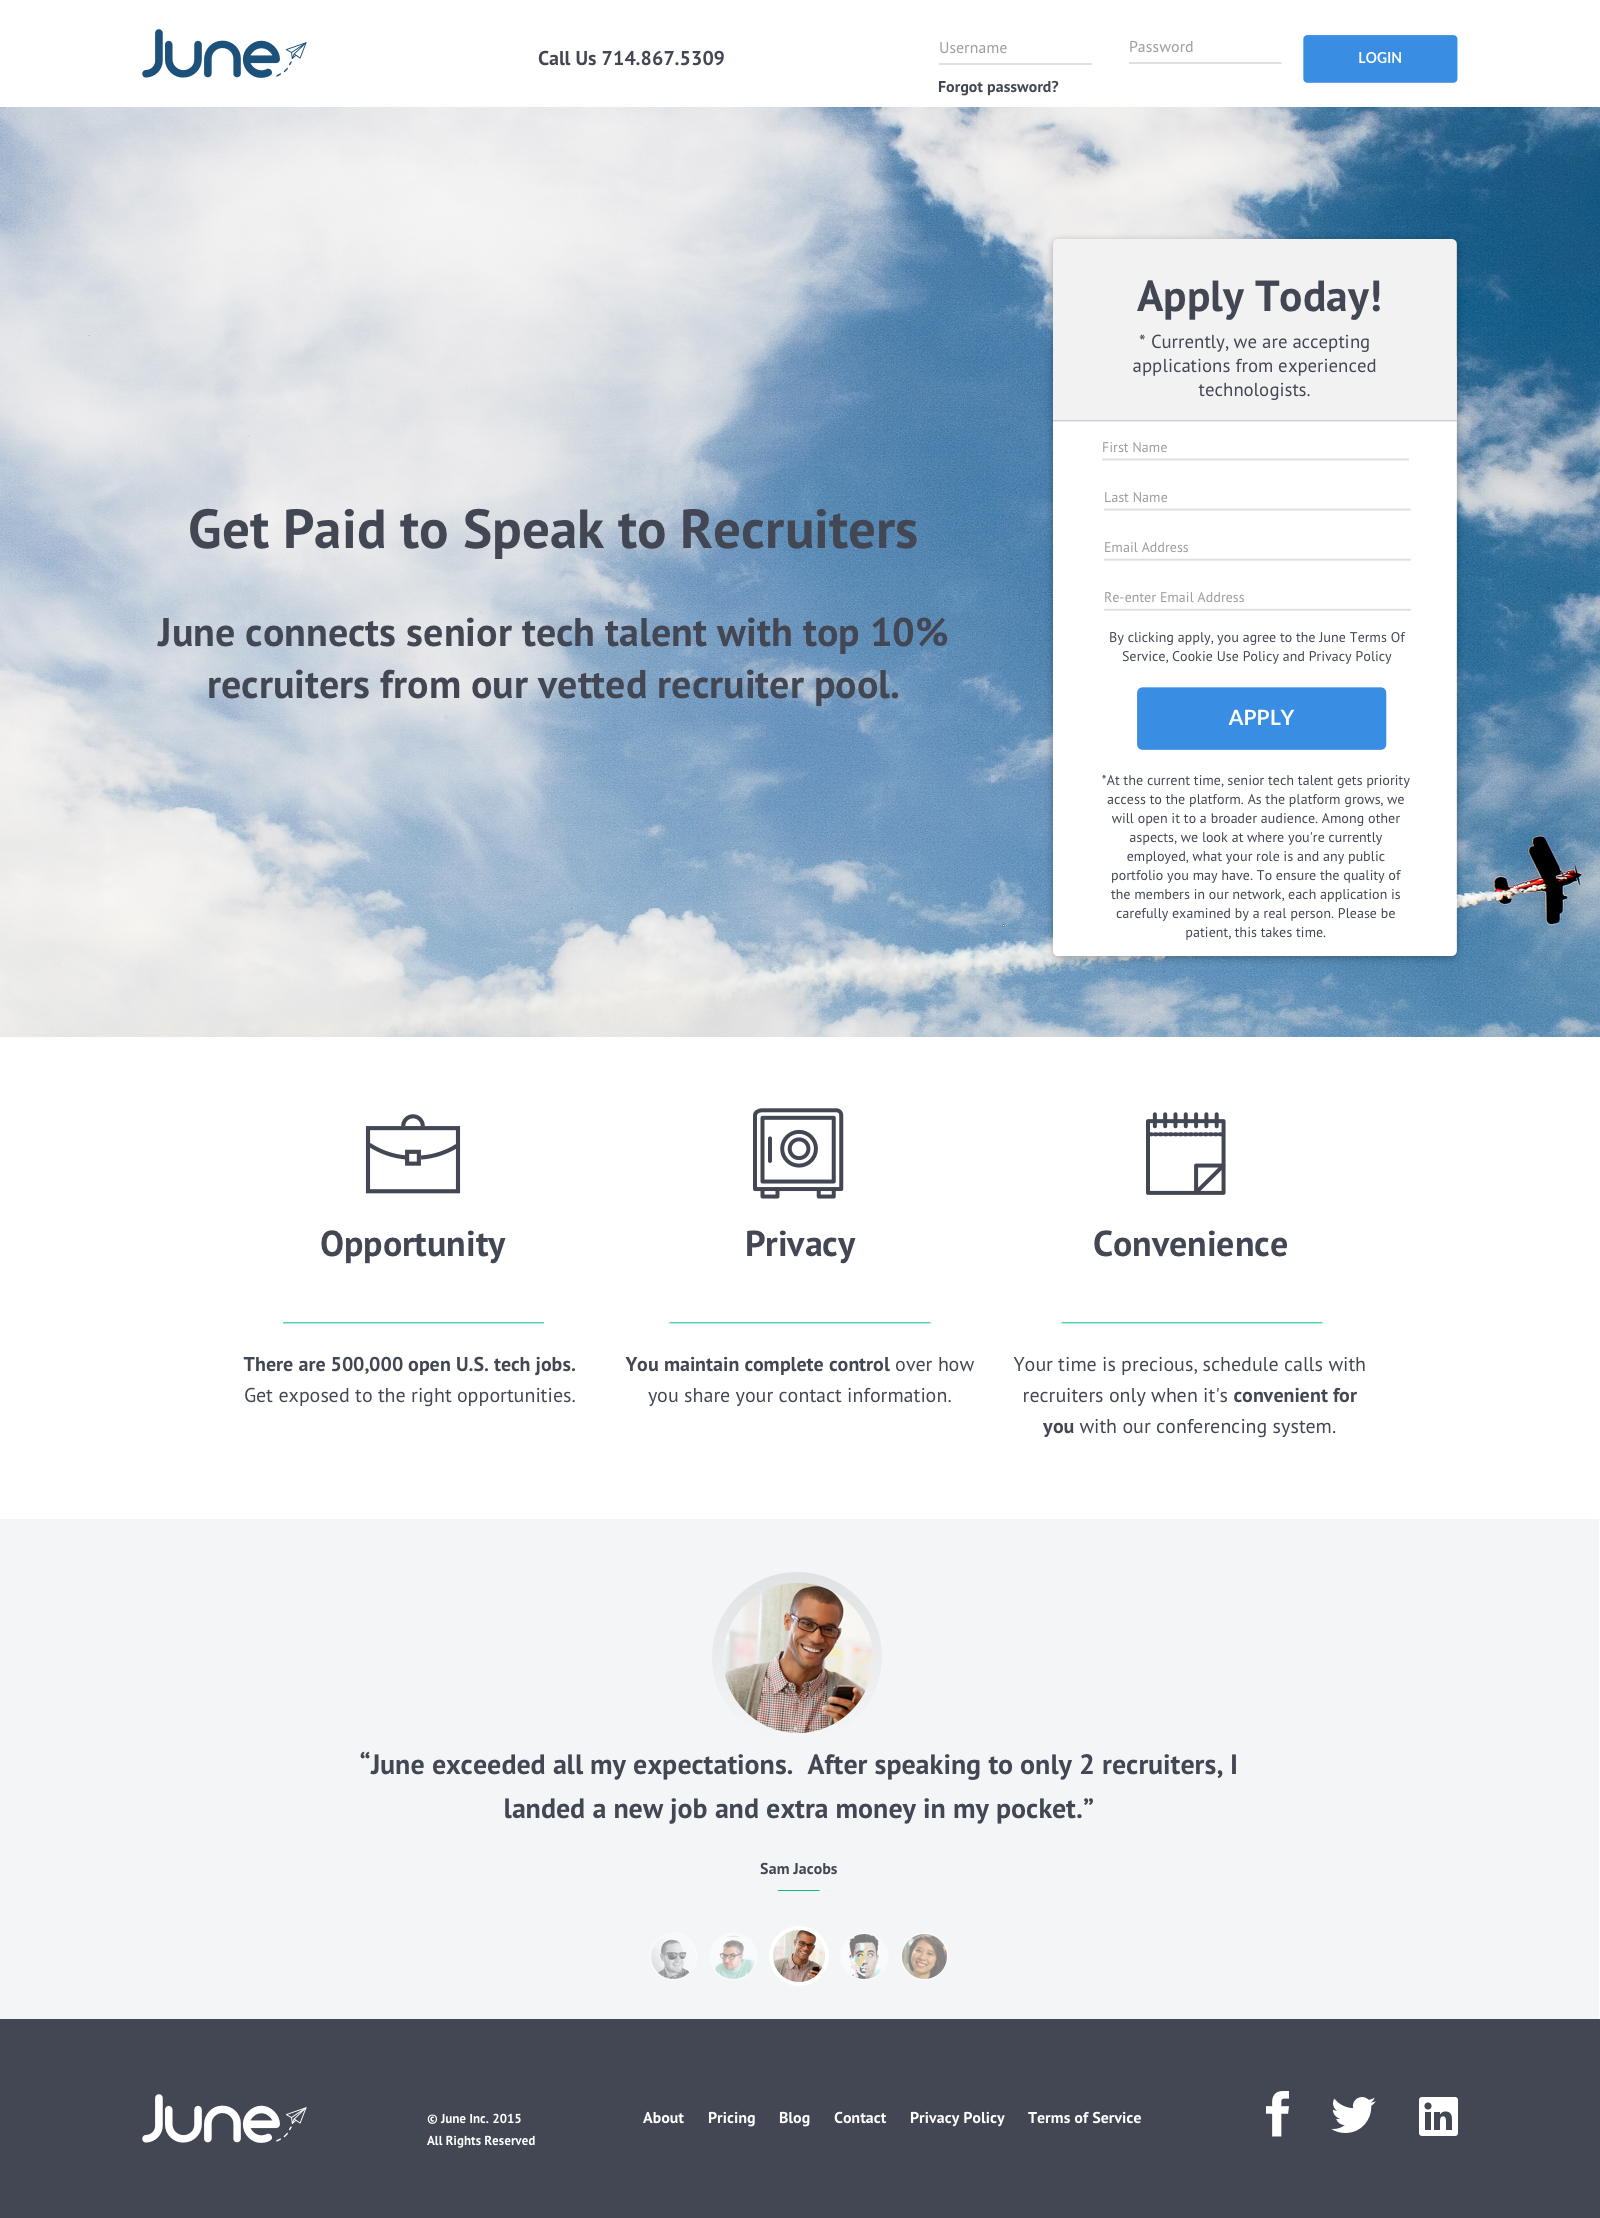 June
Call Us 714.867.5309
Username
Password
LOGIN
Forgot password?
Get Paid to Speak to Recruiters
June connects senior tech talent with top 10%
recruiters from our vetted recruiter pool.
Apply Today!
* Currently, we are accepting
applications from experienced
technologists.
First Name
Last Name
Email Address
Re-enter Email Address
By clicking apply, you agree to the June Terms Of
Service, Cookie Use Policy and Privacy Policy
APPLY
*At the current time, senior tech talent gets priority
access to the platform. As the platform grows, we
will open it to a broader audience. Among other
aspects, we look at where you're currently
employed, what your role is and any public
portfolio you may have. To ensure the quality of
the members in our network, each application is
carefully examined by a real person. Please be
patient, this takes time.
Opportunity
There are 500,000 open U.S. tech jobs.
Get exposed to the right opportunities.
Privacy
You maintain complete control over how
you share your contact information.
Convenience
Your time is precious, schedule calls with
recruiters only when it's convenient for
you with our conferencing system.
“June exceeded all my expectations.  After speaking to only 2 recruiters, I
landed a new job and extra money in my pocket.”
Sam Jacobs
June
© June Inc. 2015
All Rights Reserved
About
Pricing
Blog
Contact
Privacy Policy
Terms of Service
f
in